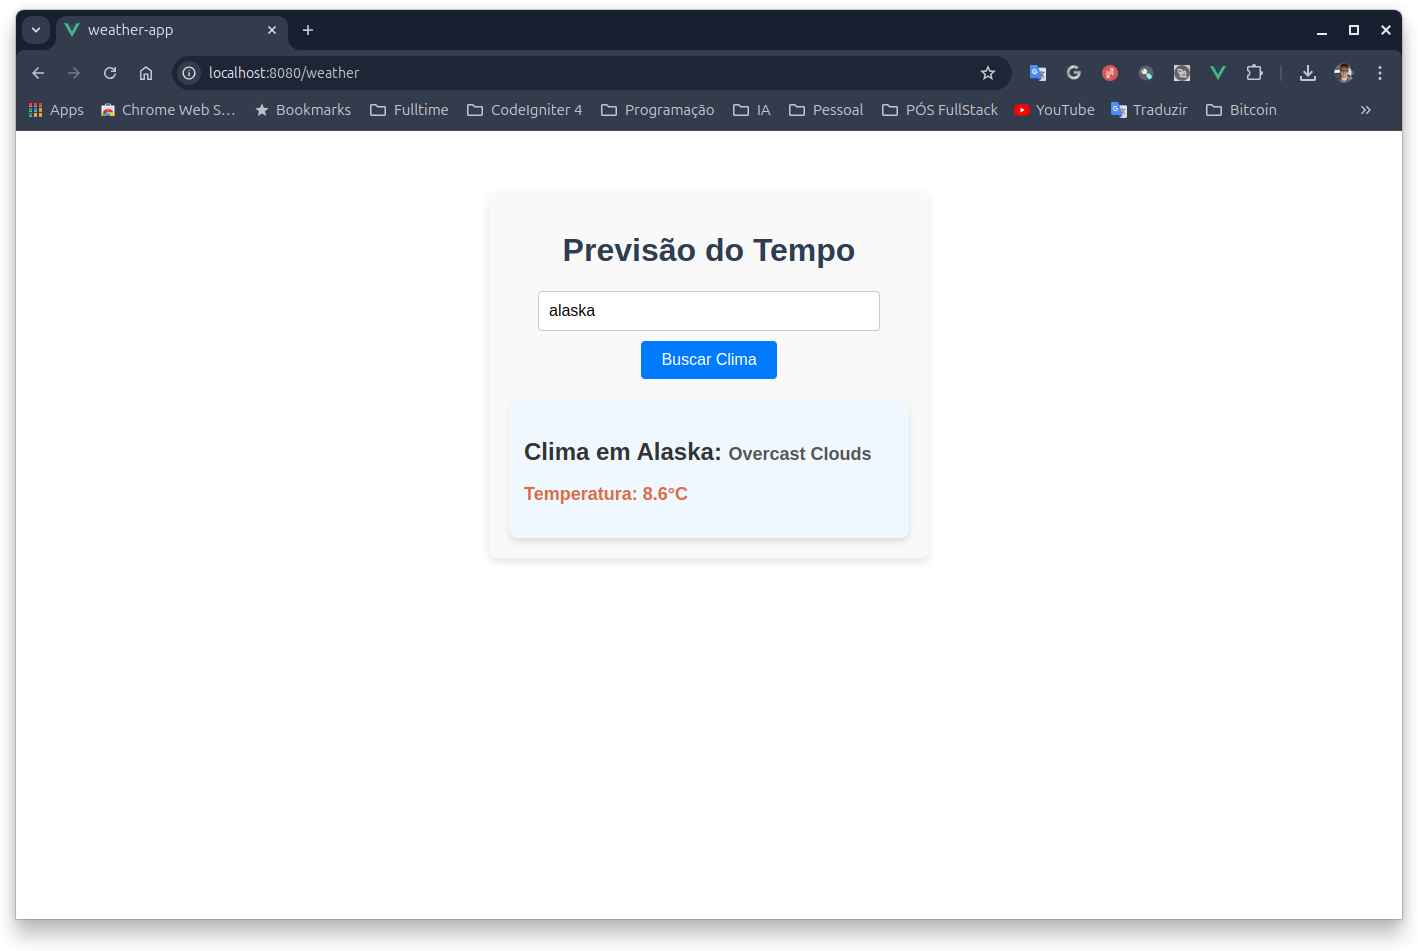 weather-app
localhost:8080/weather
Apps Chrome Web S... Bookmarks Fulltime CodeIgniter 4 Programação IA Pessoal PÓS FullStack YouTube Traduzir Bitcoin »
Previsão do Tempo
alaska
Buscar Clima
Clima em Alaska: Overcast Clouds
Temperatura: 8.6°C